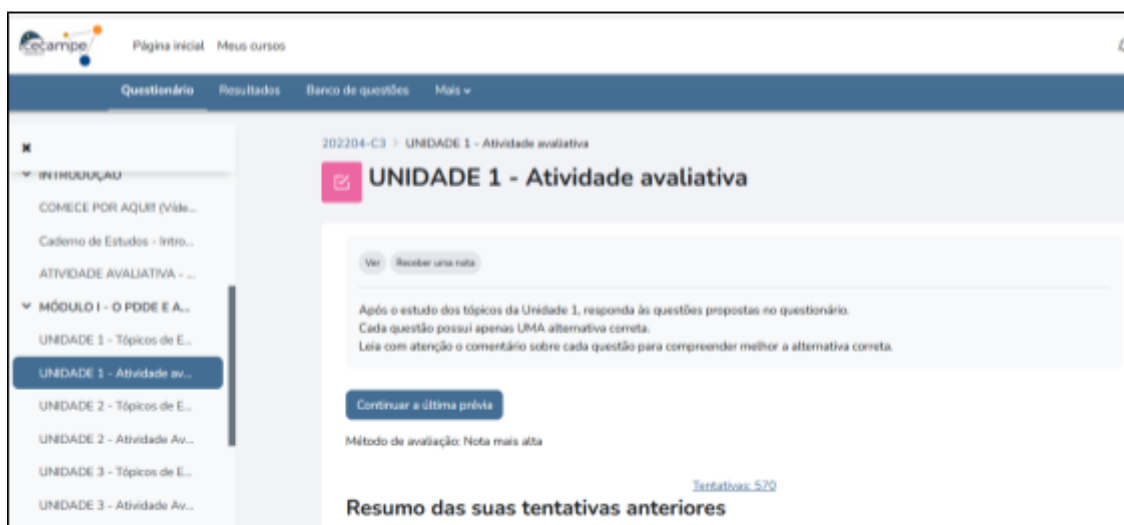 cecampe
Página inicial Meus cursos
Questionário Resultados Banco de questões Mais
202204-C3 > UNIDADE 1 - Atividade avaliativa
UNIDADE 1 - Atividade avaliativa
INTRODUÇÃO
COMECE POR AQUI!! (Víde...
Caderno de Estudos - Intro...
ATIVIDADE AVALIATIVA - ...
MÓDULO I - O PDDE E A...
UNIDADE 1 - Tópicos de E...
UNIDADE 1 - Atividade av...
UNIDADE 2 - Tópicos de E...
UNIDADE 2 - Atividade Av...
UNIDADE 3 - Tópicos de E...
UNIDADE 3 - Atividade Av...
Ver Receber uma nota
Após o estudo dos tópicos da Unidade 1, responda às questões propostas no questionário.
Cada questão possui apenas UMA alternativa correta.
Leia com atenção o comentário sobre cada questão para compreender melhor a alternativa correta.
Continuar a última prévia
Método de avaliação: Nota mais alta
Tentativas: 570
Resumo das suas tentativas anteriores